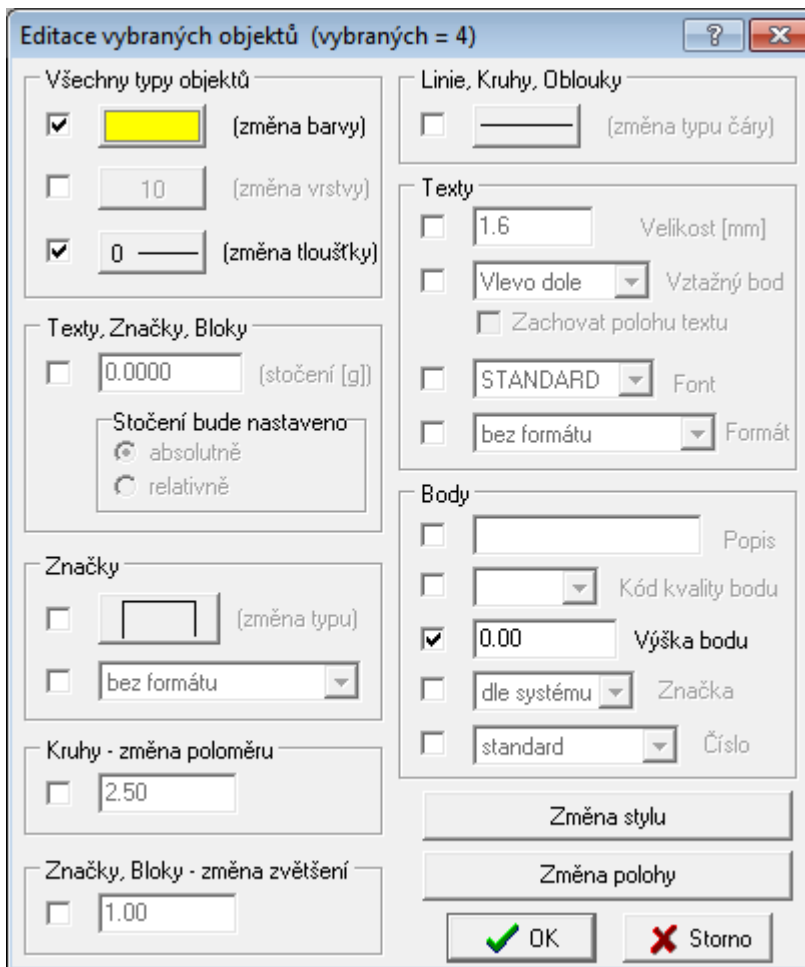 Editace vybraných objektů (vybraných = 4)
Všechny typy objektů
(změna barvy)
10 (změna vrstvy)
0 (změna tloušťky)
Texty, Značky, Bloky
0.0000 (stočení [g])
Stočení bude nastaveno
absolutně
relativně
Značky
(změna typu)
bez formátu
Kruhy - změna poloměru
2.50
Značky, Bloky - změna zvětšení
1.00
Linie, Kruhy, Oblouky
(změna typu čáry)
Texty
1.6 Velikost [mm]
Vlevo dole Vztažný bod
Zachovat polohu textu
STANDARD Font
bez formátu Formát
Body
Popis
Kód kvality bodu
0.00 Výška bodu
dle systému Značka
standard Číslo
Změna stylu
Změna polohy
OK Storno